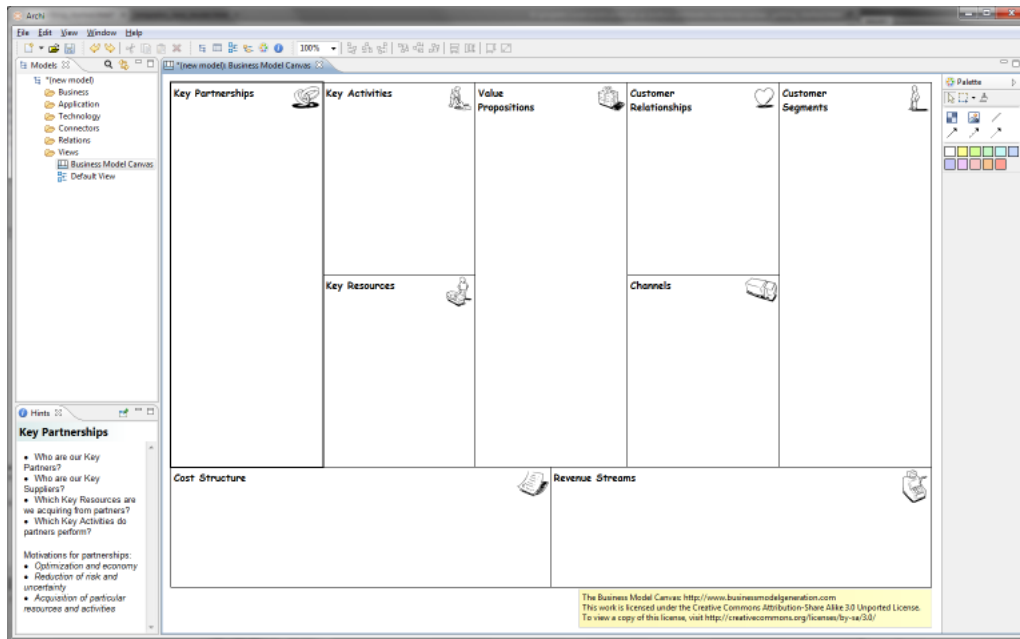 Archi
File Edit View Window Help
100%
Models
*(new model)
Business
Application
Technology
Connectors
Relations
Views
Business Model Canvas
Default View
Hints
Key Partnerships
• Who are our Key
Partners?
• Who are our Key
Suppliers?
• Which Key Resources are
we acquiring from partners?
• Which Key Activities do
partners perform?
Motivations for partnerships:
• Optimization and economy
• Reduction of risk and
uncertainty
• Acquisition of particular
resources and activities
*(new model): Business Model Canvas
Key Partnerships
Key Activities
Value
Propositions
Customer
Relationships
Customer
Segments
Key Resources
Channels
Cost Structure
Revenue Streams
The Business Model Canvas: http://www.businessmodelgeneration.com
This work is licensed under the Creative Commons Attribution-Share Alike 3.0 Unported License.
To view a copy of this license, visit http://creativecommons.org/licenses/by-sa/3.0/
Palette